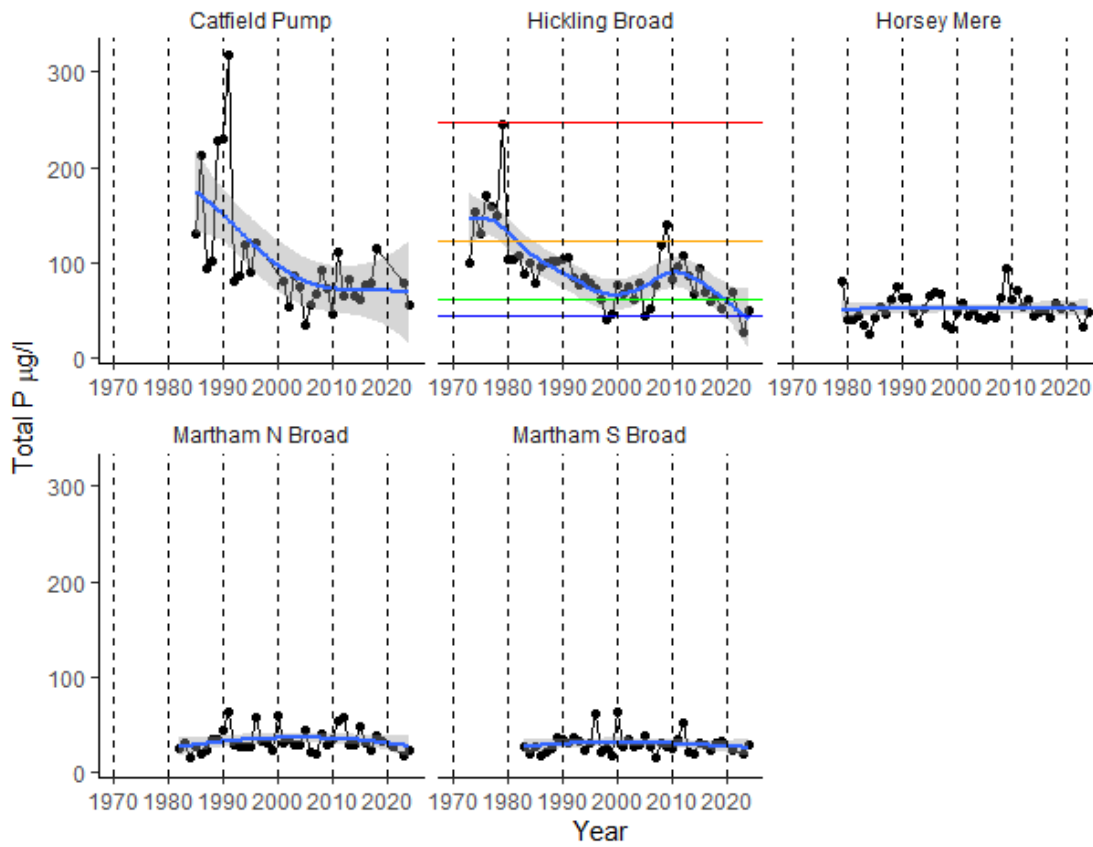 Catfield Pump Hickling Broad Horsey Mere
300
200
100
0
1970 1980 1990 2000 2010 2020 1970 1980 1990 2000 2010 2020 1970 1980 1990 2000 2010 2020
Total P µg/l
Martham N Broad Martham S Broad
300
200
100
0
1970 1980 1990 2000 2010 2020 1970 1980 1990 2000 2010 2020
Year